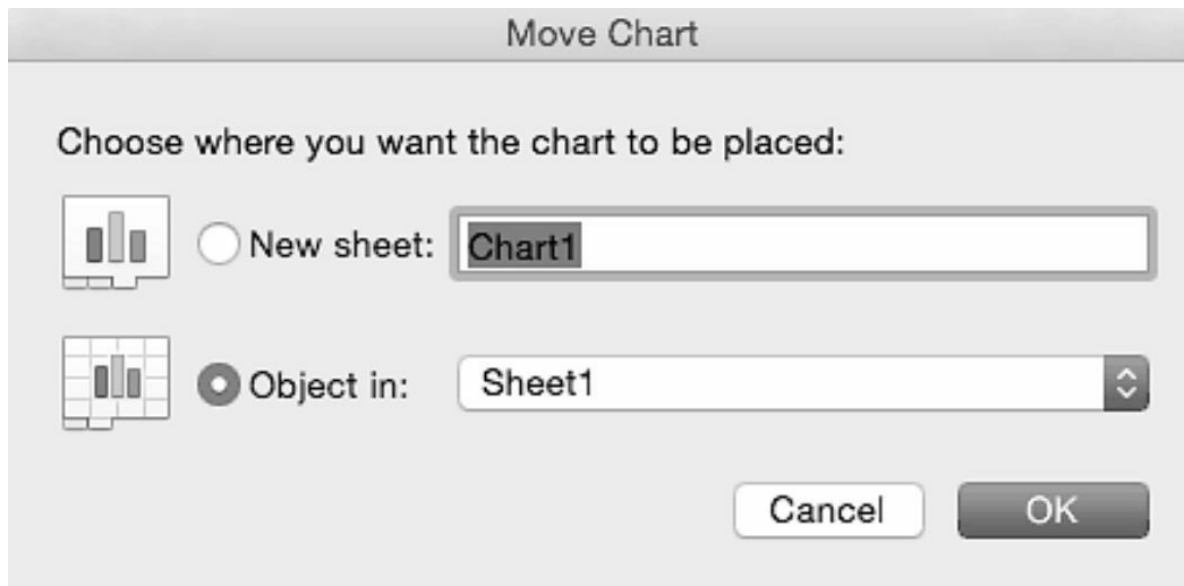 Move Chart
Choose where you want the chart to be placed:
New sheet: Chart1
Object in: Sheet1
Cancel OK